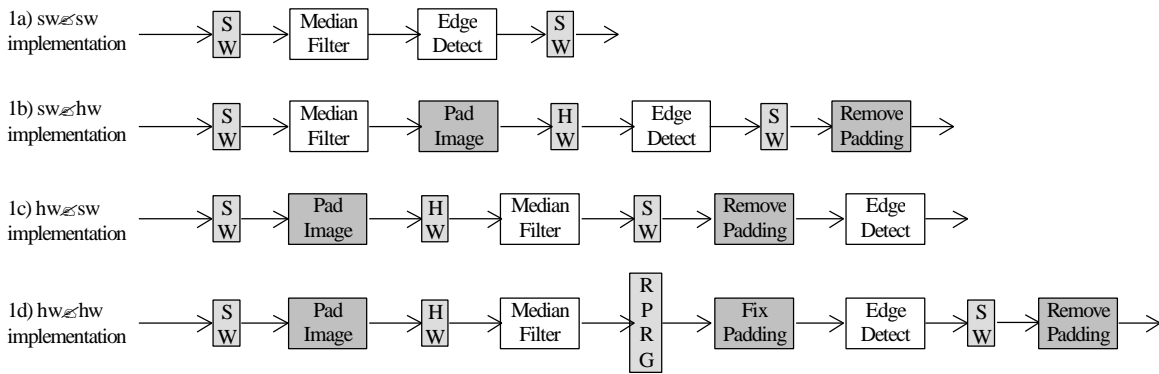 1a) sw✍sw
implementation
S
W
Median
Filter
Edge
Detect
S
W
1b) sw✍hw
implementation
S
W
Median
Filter
Pad
Image
H
W
Edge
Detect
S
W
Remove
Padding
1c) hw✍sw
implementation
S
W
Pad
Image
H
W
Median
Filter
S
W
Remove
Padding
Edge
Detect
1d) hw✍hw
implementation
S
W
Pad
Image
H
W
Median
Filter
R
P
R
G
Fix
Padding
Edge
Detect
S
W
Remove
Padding